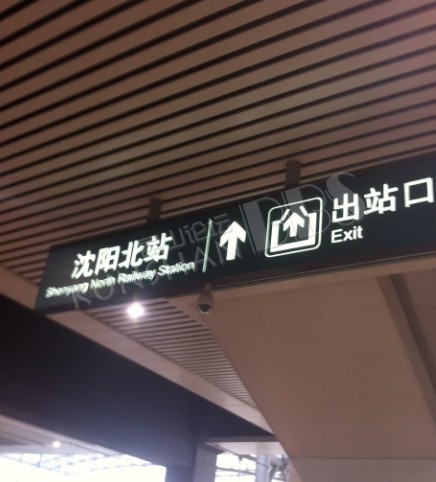 沈阳北站
Shenyang North Railway Station
出站口
Exit